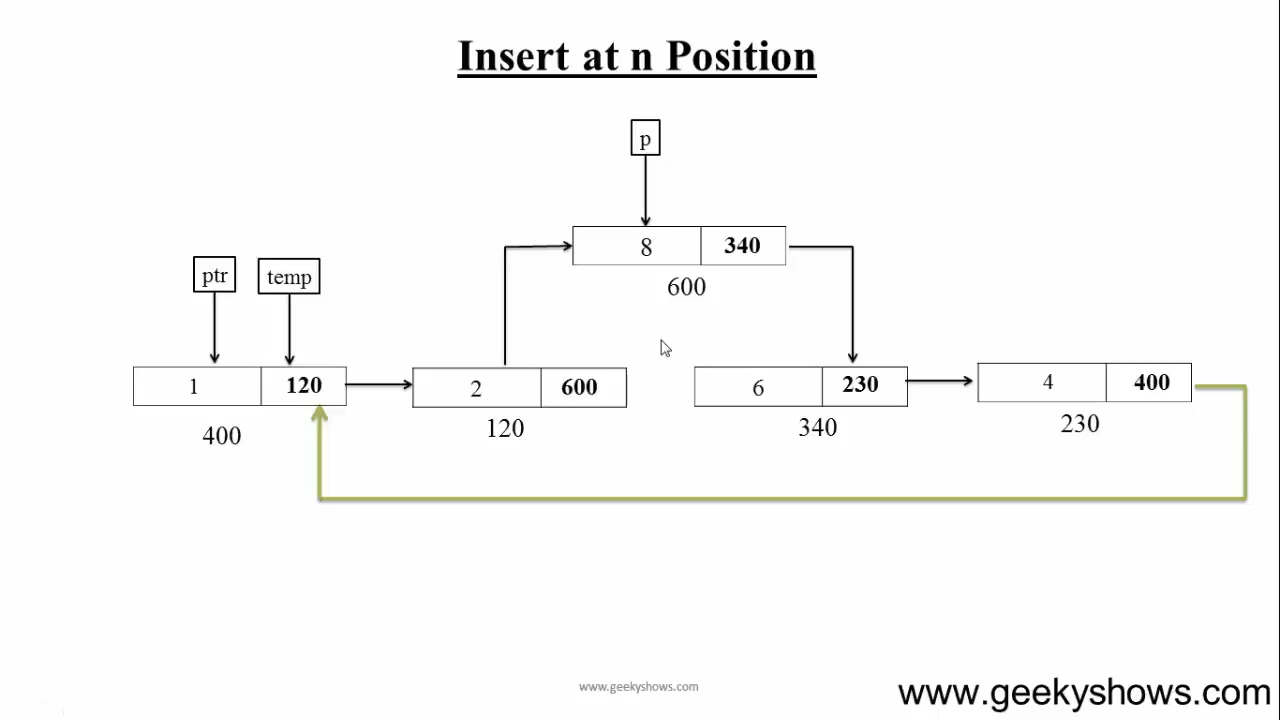 Insert at n Position
p
8 340
600
ptr temp
1 120
2 600
6 230
4 400
400
120
340
230
www.geekyshows.com
www.geekyshows.com